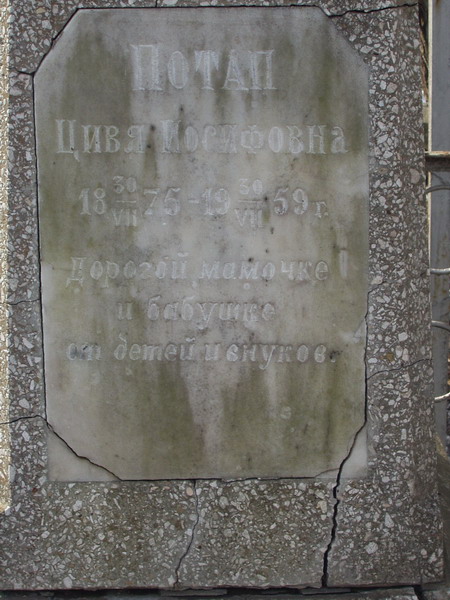 ПОТАП
ЦИВЯ ИОСИФОВНА
18 30/VII 75 - 19 30/VII 59 г.
Дорогой мамочке
и бабушке
от детей и внуков.